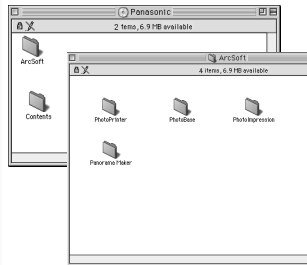 Panasonic
2 items, 6.9 MB available
ArcSoft
Contents
ArcSoft
4 items, 6.9 MB available
PhotoPrinter
PhotoBase
PhotoImpression
Panorama Maker